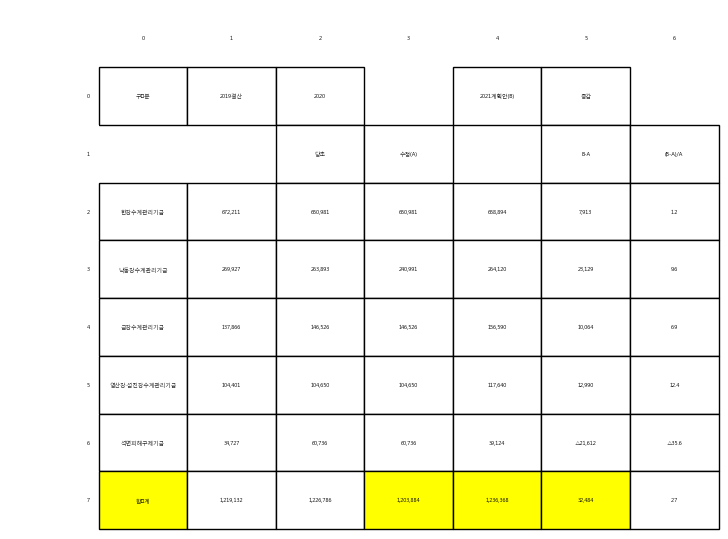 0 1 2 3 4 5 6
0 구□분 2019결산 2020 2021계획안(B) 증감
1 당초 수정(A) B-A (B-A)/A
2 한강수계관리기금 672,211 650,981 650,981 658,894 7,913 1.2
3 낙동강수계관리기금 269,927 263,893 240,991 264,120 23,129 9.6
4 금강수계관리기금 137,866 146,526 146,526 156,590 10,064 6.9
5 영산강·섬진강수계관리기금 104,401 104,650 104,650 117,640 12,990 12.4
6 석면피해구제기금 34,727 60,736 60,736 39,124 △21,612 △35.6
7 합□계 1,219,132 1,226,786 1,203,884 1,236,368 32,484 2.7